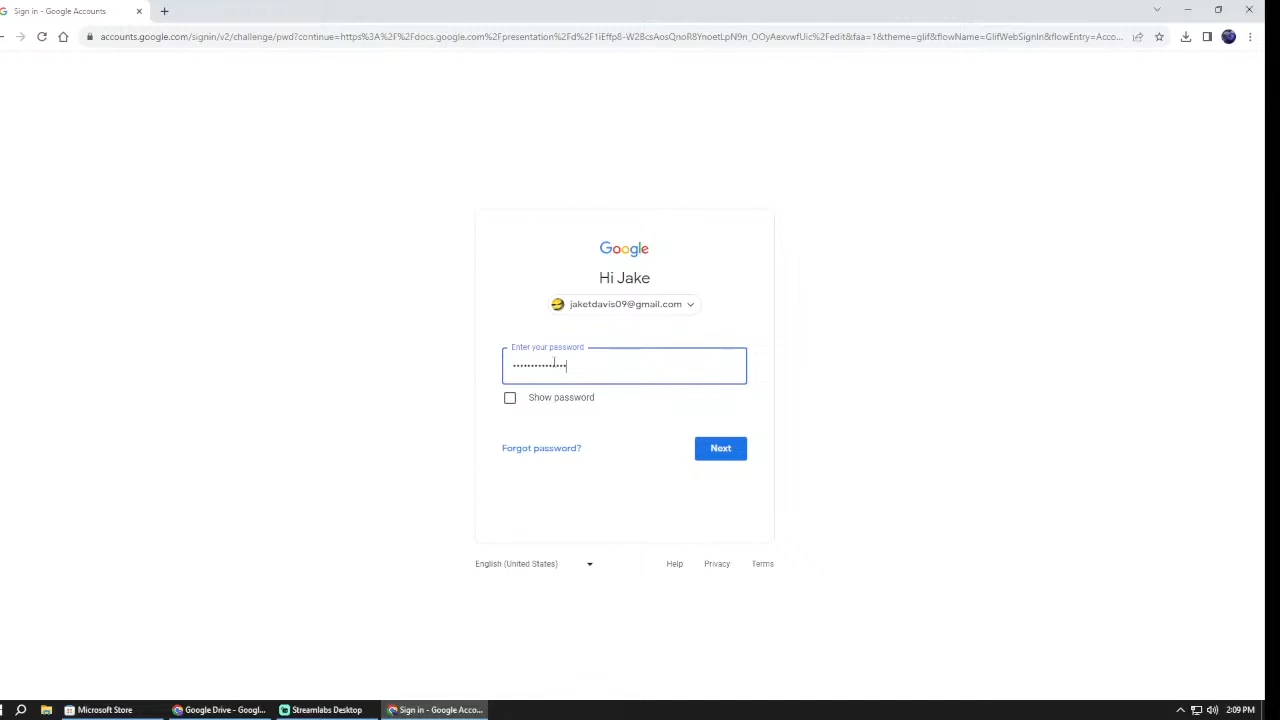 Sign in - Google Accounts
accounts.google.com/signin/v2/challenge/pwd?continue=https%3A%2F%2Fdocs.google.com%2Fpresentation%2Fd%2F1iEffp8-W28csAosQnoR8YnoetLpN9n_OOyAexvwfUic%2Fedit&faa=1&theme=glif&flowName=GlifWebSignIn&flowEntry=Acco...
Google
Hi Jake
jaketdavis09@gmail.com
Enter your password
Show password
Forgot password?
Next
English (United States)
Help
Privacy
Terms
Microsoft Store
Google Drive - Googl...
Streamlabs Desktop
Sign in - Google Acco...
2:09 PM